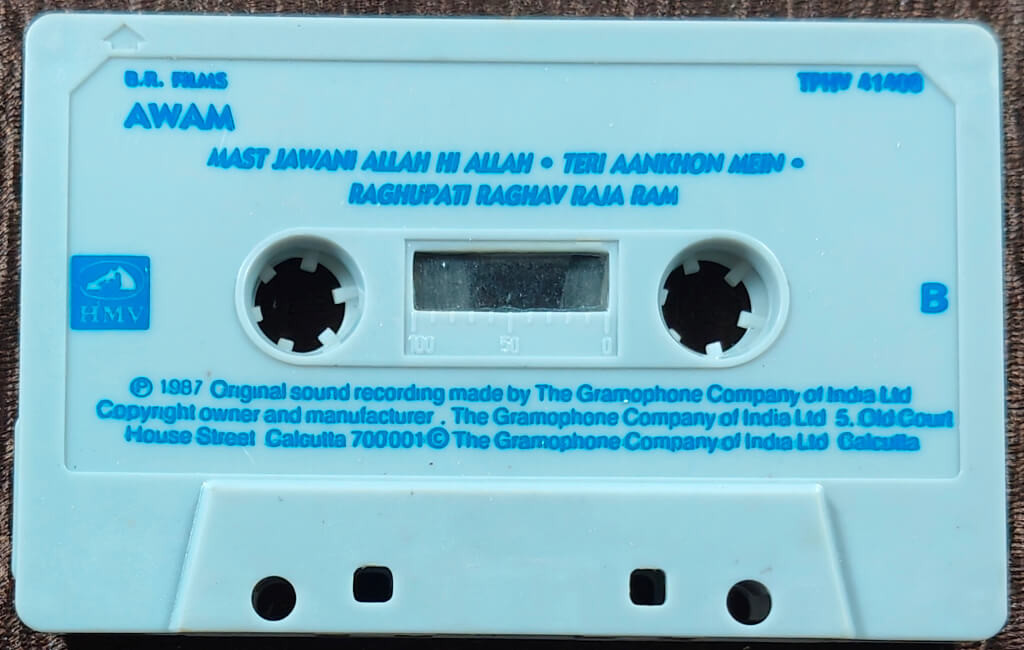 B.R. FILMS
TPHV 41408
AWAM
MAST JAWANI ALLAH HI ALLAH • TERI AANKHON MEIN •
RAGHUPATI RAGHAV RAJA RAM
HMV
B
100 50 0
℗ 1987 Original sound recording made by The Gramophone Company of India Ltd
Copyright owner and manufacturer . The Gramophone Company of India Ltd 5. Old Court
House Street Calcutta 700001 © The Gramophone Company of India Ltd Calcutta